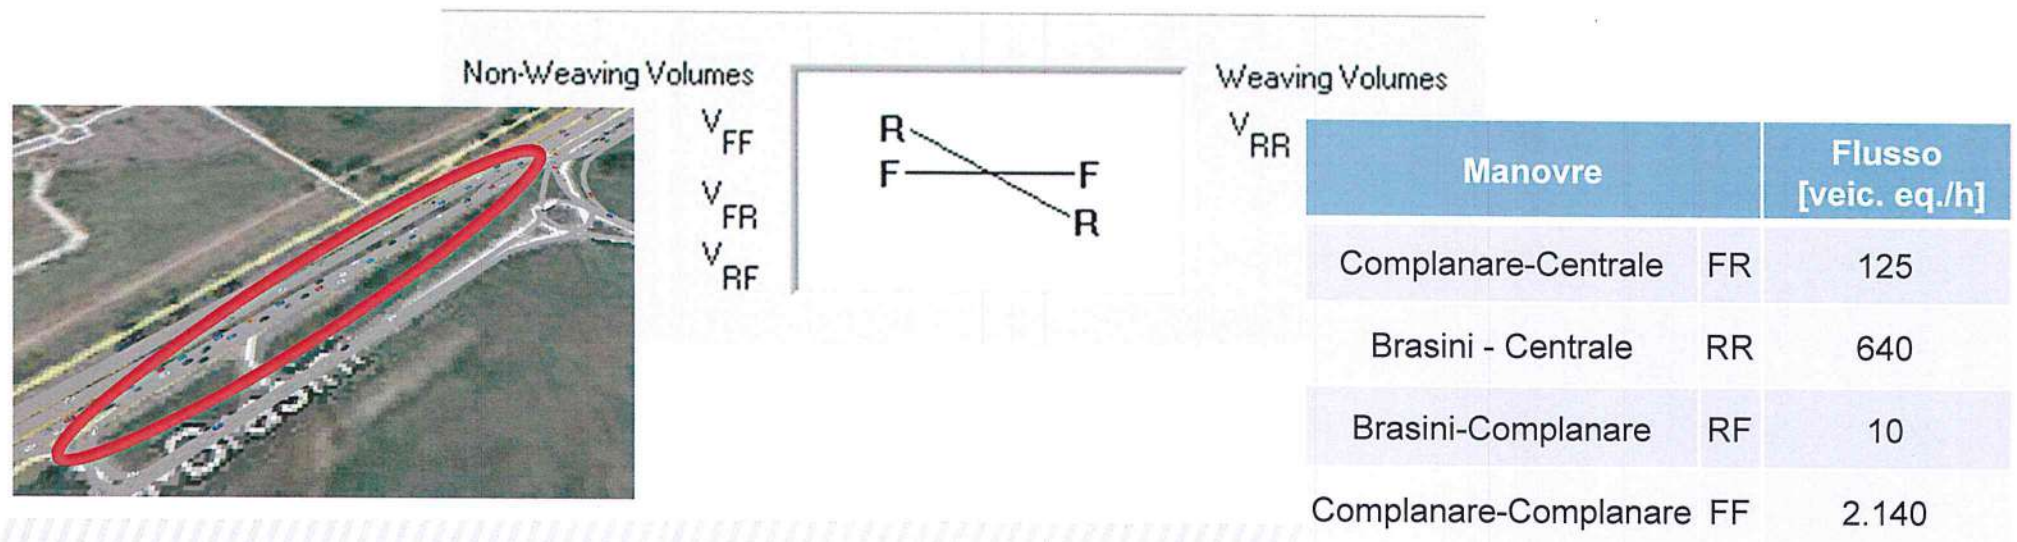 Non-Weaving Volumes
V FF
V FR
V RF
R
F F
R
Weaving Volumes
V RR
Manovre Flusso [veic. eq./h]
Complanare-Centrale FR 125
Brasini - Centrale RR 640
Brasini-Complanare RF 10
Complanare-Complanare FF 2.140